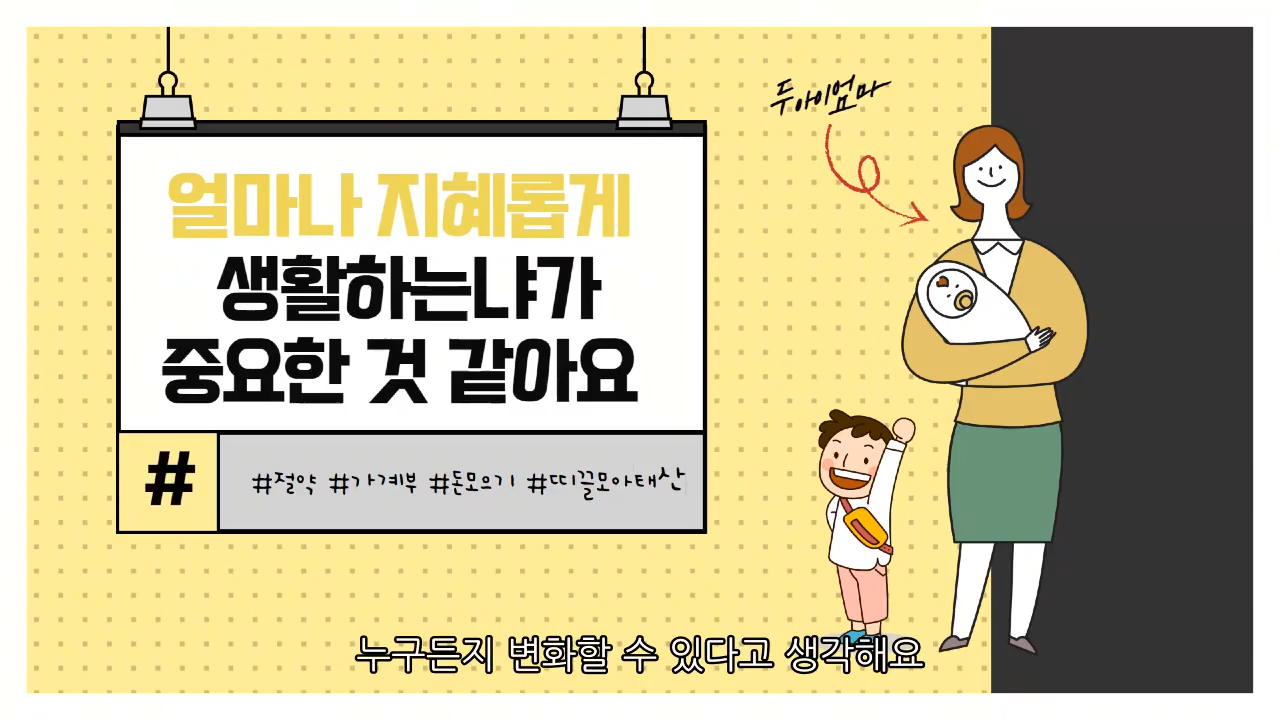 두아이엄마
얼마나 지혜롭게
생활하는냐가
중요한 것 같아요
# #절약 #가계부 #돈모으기 #띠끌모아태산
누구든지 변화할 수 있다고 생각해요